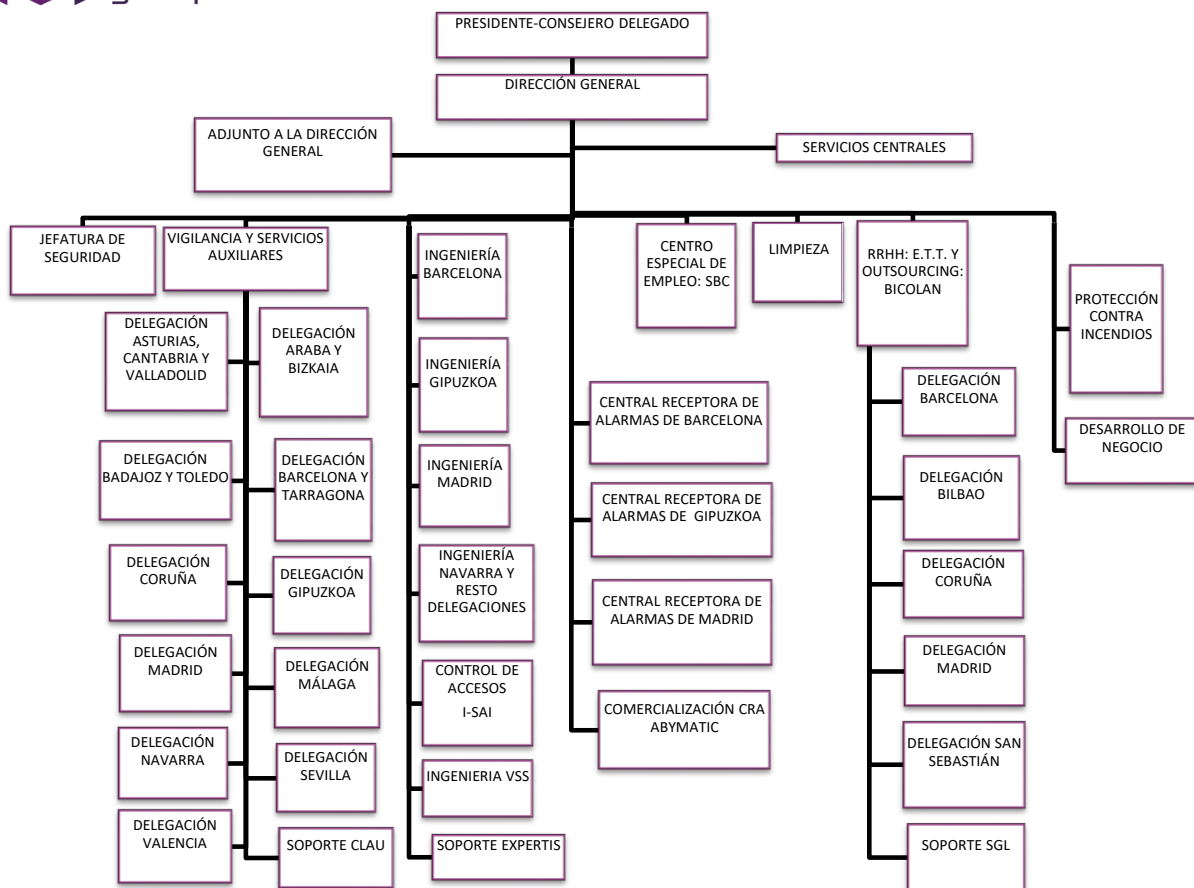 PRESIDENTE-CONSEJERO DELEGADO
DIRECCIÓN GENERAL
ADJUNTO A LA DIRECCIÓN
GENERAL
SERVICIOS CENTRALES
JEFATURA DE
SEGURIDAD
VIGILANCIA Y SERVICIOS
AUXILIARES
DELEGACIÓN
ASTURIAS,
CANTABRIA Y
VALLADOLID
DELEGACIÓN
ARABA Y
BIZKAIA
DELEGACIÓN
BADAJOZ Y TOLEDO
DELEGACIÓN
BARCELONA Y
TARRAGONA
DELEGACIÓN
CORUÑA
DELEGACIÓN
GIPUZKOA
DELEGACIÓN
MADRID
DELEGACIÓN
MÁLAGA
DELEGACIÓN
NAVARRA
DELEGACIÓN
SEVILLA
DELEGACIÓN
VALENCIA
SOPORTE CLAU
INGENIERÍA
BARCELONA
INGENIERÍA
GIPUZKOA
INGENIERÍA
MADRID
INGENIERÍA
NAVARRA Y
RESTO
DELEGACIONES
CONTROL DE
ACCESOS
I-SAI
INGENIERIA VSS
SOPORTE EXPERTIS
CENTRAL RECEPTORA DE
ALARMAS DE BARCELONA
CENTRAL RECEPTORA DE
ALARMAS DE GIPUZKOA
CENTRAL RECEPTORA DE
ALARMAS DE MADRID
COMERCIALIZACIÓN CRA
ABYMATIC
CENTRO
ESPECIAL DE
EMPLEO: SBC
LIMPIEZA
RRHH: E.T.T. Y
OUTSOURCING:
BICOLAN
DELEGACIÓN
BARCELONA
DELEGACIÓN
BILBAO
DELEGACIÓN
CORUÑA
DELEGACIÓN
MADRID
DELEGACIÓN SAN
SEBASTIÁN
SOPORTE SGL
PROTECCIÓN
CONTRA
INCENDIOS
DESARROLLO DE
NEGOCIO